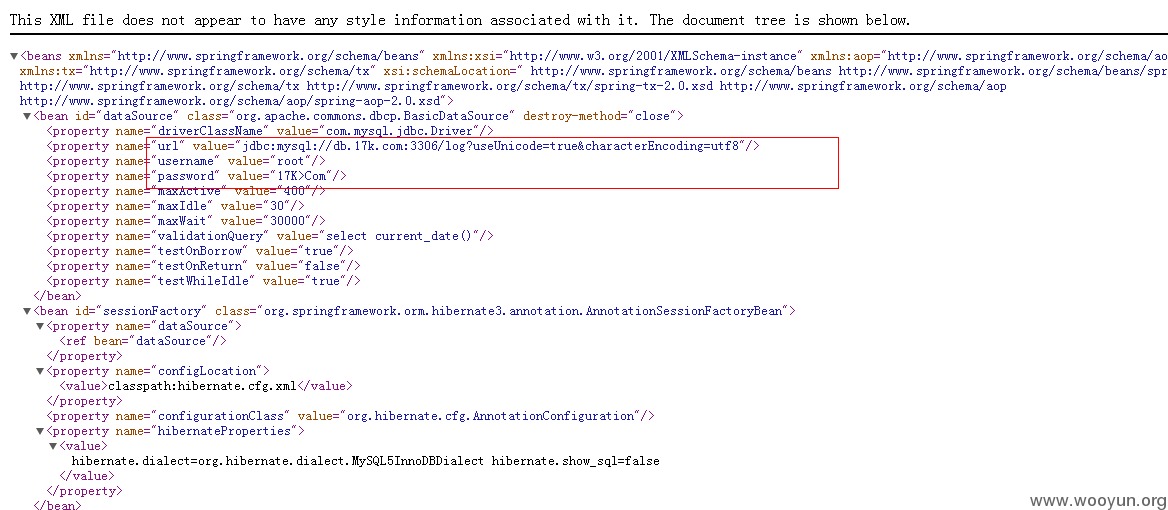 This XML file does not appear to have any style information associated with it. The document tree is shown below.
▼<beans xmlns="http://www.springframework.org/schema/beans" xmlns:xsi="http://www.w3.org/2001/XMLSchema-instance" xmlns:aop="http://www.springframework.org/schema/ao
xmlns:tx="http://www.springframework.org/schema/tx" xsi:schemaLocation=" http://www.springframework.org/schema/beans http://www.springframework.org/schema/beans/spr
http://www.springframework.org/schema/tx http://www.springframework.org/schema/tx/spring-tx-2.0.xsd http://www.springframework.org/schema/aop
http://www.springframework.org/schema/aop/spring-aop-2.0.xsd">
▼<bean id="dataSource" class="org.apache.commons.dbcp.BasicDataSource" destroy-method="close">
<property name="driverClassName" value="com.mysql.jdbc.Driver"/>
<property name="url" value="jdbc:mysql://db.17k.com:3306/log?useUnicode=true&characterEncoding=utf8"/>
<property name="username" value="root"/>
<property name="password" value="17K>Com"/>
<property name="maxActive" value="400"/>
<property name="maxIdle" value="30"/>
<property name="maxWait" value="30000"/>
<property name="validationQuery" value="select current_date()"/>
<property name="testOnBorrow" value="true"/>
<property name="testOnReturn" value="false"/>
<property name="testWhileIdle" value="true"/>
</bean>
▼<bean id="sessionFactory" class="org.springframework.orm.hibernate3.annotation.AnnotationSessionFactoryBean">
▼<property name="dataSource">
<ref bean="dataSource"/>
</property>
▼<property name="configLocation">
<value>classpath:hibernate.cfg.xml</value>
</property>
<property name="configurationClass" value="org.hibernate.cfg.AnnotationConfiguration"/>
▼<property name="hibernateProperties">
▼<value>
hibernate.dialect=org.hibernate.dialect.MySQL5InnoDBDialect hibernate.show_sql=false
</value>
</property>
</bean>
www.wooyun.org